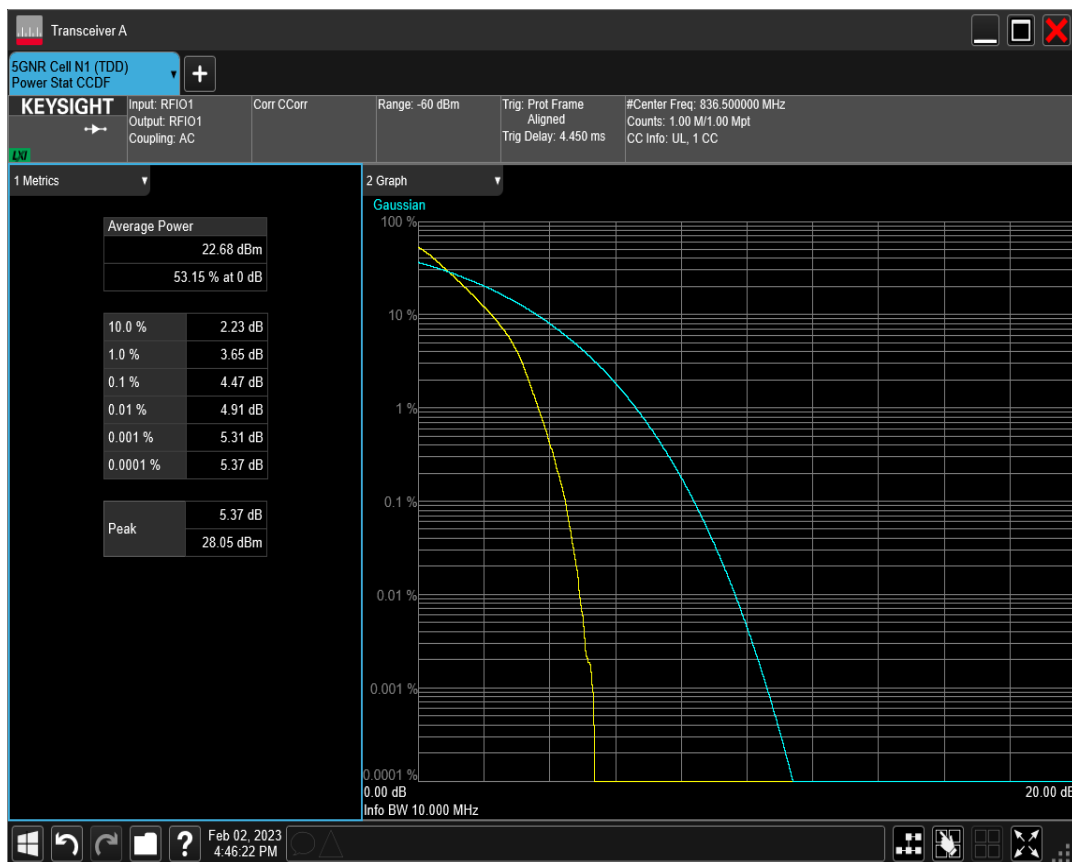 Transceiver A
5GNR Cell N1 (TDD)
Power Stat CCDF
KEYSIGHT
LXI
Input: RFIO1
Output: RFIO1
Coupling: AC
Corr CCorr
Range: -60 dBm
Trig: Prot Frame
Aligned
Trig Delay: 4.450 ms
#Center Freq: 836.500000 MHz
Counts: 1.00 M/1.00 Mpt
CC Info: UL, 1 CC
1 Metrics
Average Power
22.68 dBm
53.15 % at 0 dB
10.0 % 2.23 dB
1.0 % 3.65 dB
0.1 % 4.47 dB
0.01 % 4.91 dB
0.001 % 5.31 dB
0.0001 % 5.37 dB
Peak
5.37 dB
28.05 dBm
2 Graph
Gaussian
100 %
10 %
1 %
0.1 %
0.01 %
0.001 %
0.0001 %
0.00 dB 20.00 dB
Info BW 10.000 MHz
Feb 02, 2023
4:46:22 PM